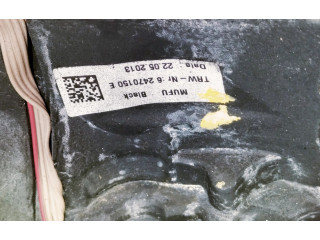 MUFU Black
TRW-Nr.: 6 2470150 E
Date: 22.05.2013